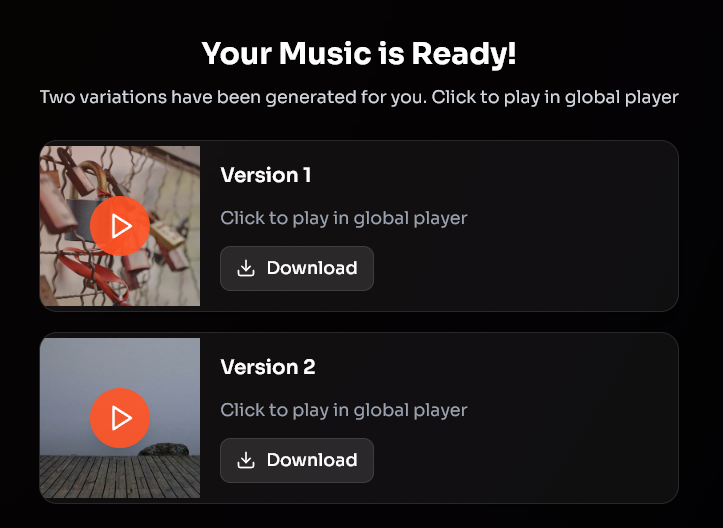 Your Music is Ready!
Two variations have been generated for you. Click to play in global player
Version 1
Click to play in global player
Download
Version 2
Click to play in global player
Download